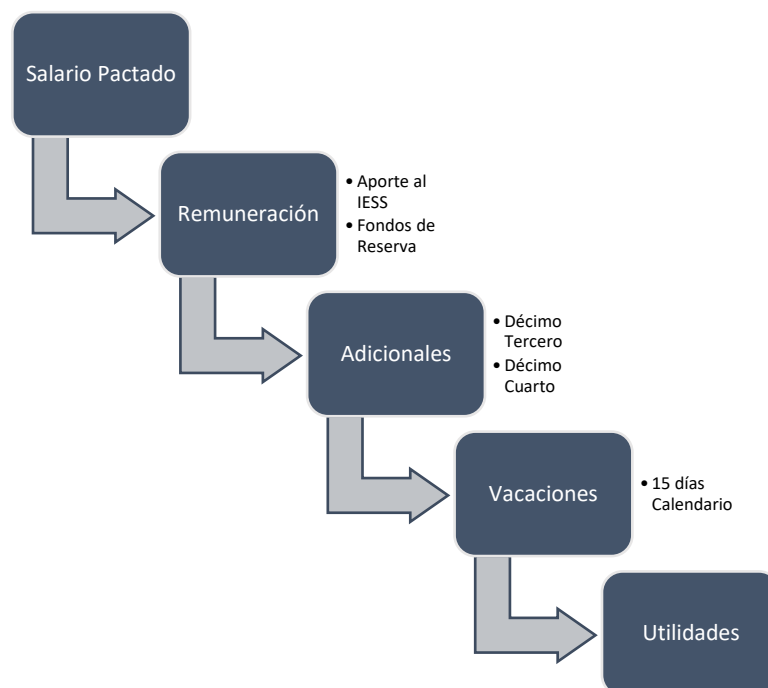 Salario Pactado
Remuneración
• Aporte al
IESS
• Fondos de
Reserva
Adicionales
• Décimo
Tercero
• Décimo
Cuarto
Vacaciones
• 15 días
Calendario
Utilidades